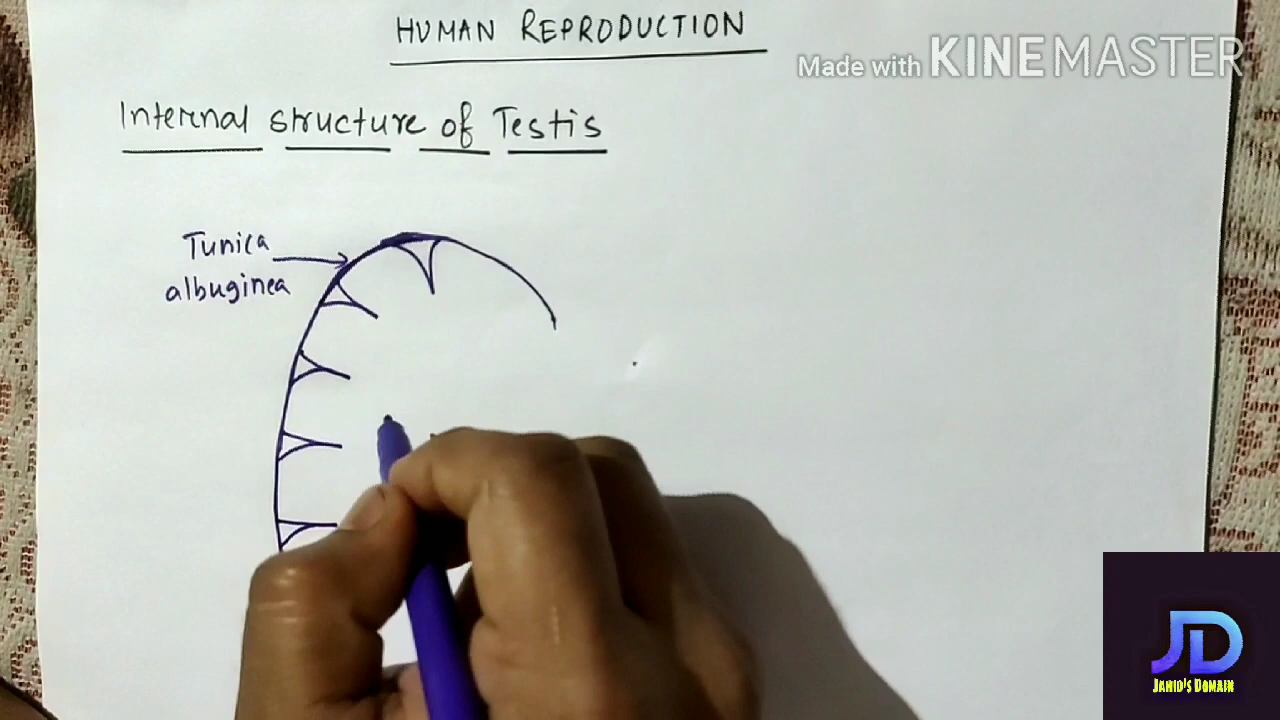 HUMAN REPRODUCTION
Made with KINEMASTER
Internal structure of Testis
Tunica
albuginea
JD
JAHID'S DOMAIN